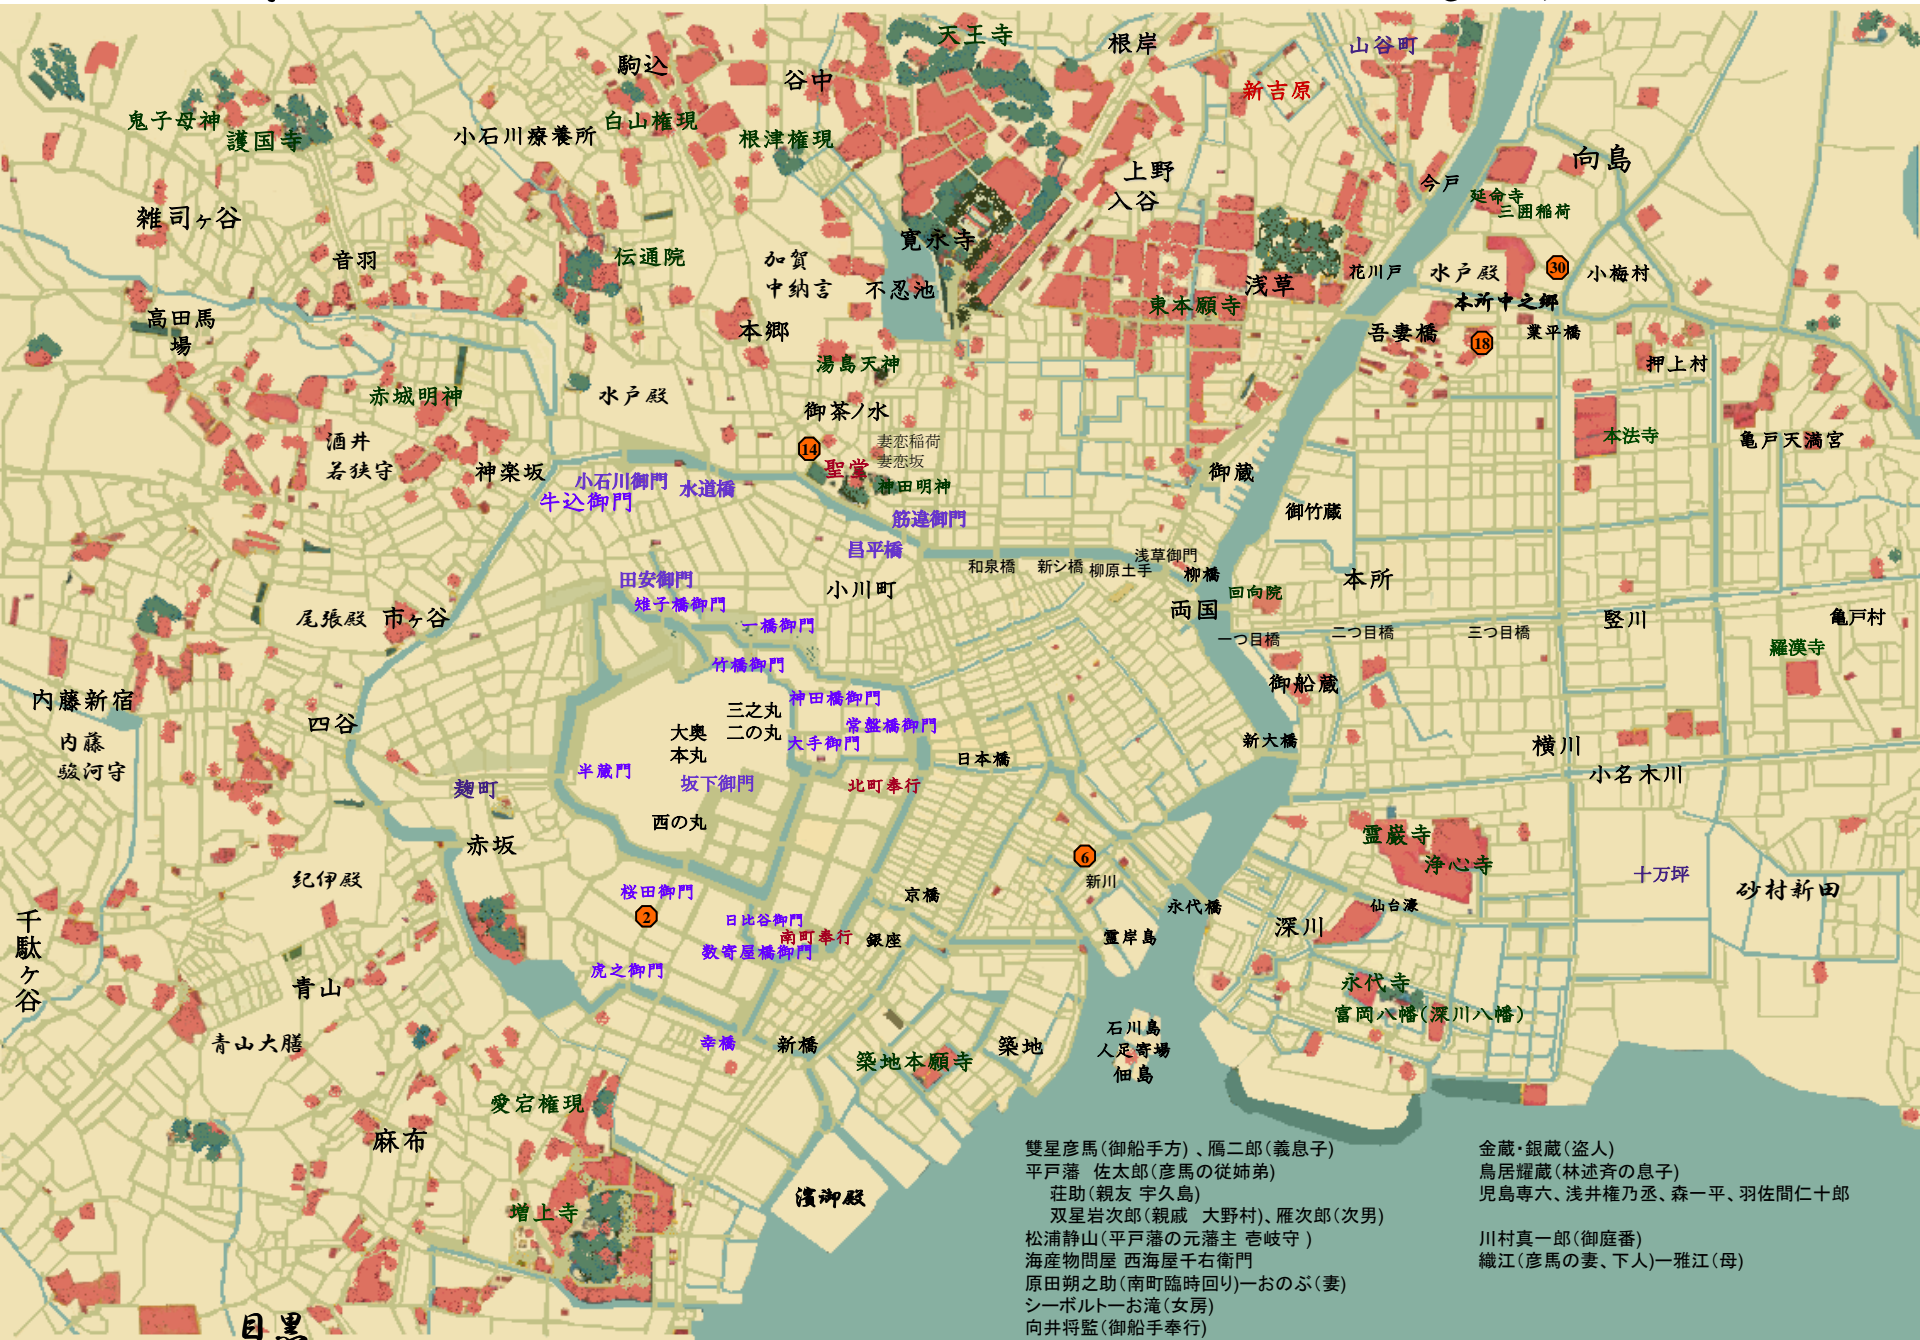 天王寺
根岸
山谷町
駒込
谷中
新吉原
鬼子母神
護国寺
小石川療養所
白山権現
根津権現
上野
入谷
今戸
向島
延命寺
三囲稲荷
雑司ヶ谷
音羽
伝通院
加賀
中納言
寛永寺
不忍池
浅草
花川戸
水戸殿
30
小梅村
本所中之郷
東本願寺
高田馬
場
本郷
吾妻橋
18
業平橋
押上村
湯島天神
赤城明神
水戸殿
御茶ノ水
酒井
若狭守
神楽坂
14
妻恋稲荷
妻恋坂
聖堂
神田明神
本法寺
亀戸天満宮
小石川御門
水道橋
牛込御門
御蔵
御竹蔵
筋違御門
昌平橋
和泉橋
新シ橋
柳原土手
浅草御門
柳橋
田安御門
小川町
本所
回向院
雉子橋御門
両国
尾張殿
市ヶ谷
一橋御門
一つ目橋
二つ目橋
三つ目橋
竪川
亀戸村
羅漢寺
竹橋御門
内藤新宿
神田橋御門
御船蔵
三之丸
二の丸
四谷
大奥
本丸
常盤橋御門
大手御門
内藤
駿河守
新大橋
横川
日本橋
半蔵門
坂下御門
北町奉行
小名木川
麹町
西の丸
赤坂
霊巌寺
浄心寺
6
新川
十万坪
砂村新田
紀伊殿
桜田御門
2
京橋
永代橋
仙台濠
千駄ヶ谷
日比谷御門
南町奉行
銀座
数寄屋橋御門
霊岸島
深川
虎之御門
青山
永代寺
富岡八幡(深川八幡)
青山大膳
幸橋
新橋
築地本願寺
築地
石川島
人足寄場
佃島
愛宕権現
麻布
増上寺
濱御殿
目黒
雙星彦馬(御船手方) 、鴈二郎(義息子)
平戸藩 佐太郎(彦馬の従姉弟)
荘助(親友 宇久島)
双星岩次郎(親戚 大野村)、雁次郎(次男)
松浦静山(平戸藩の元藩主 壱岐守 )
海産物問屋 西海屋千右衛門
原田朔之助(南町臨時回り)ーおのぶ(妻)
シーボルトーお滝(女房)
向井将監(御船手奉行)
金蔵・銀蔵(盗人)
鳥居耀蔵(林述斉の息子)
児島専六、浅井権乃丞、森一平、羽佐間仁十郎
川村真一郎(御庭番)
織江(彦馬の妻、下人)ー雅江(母)